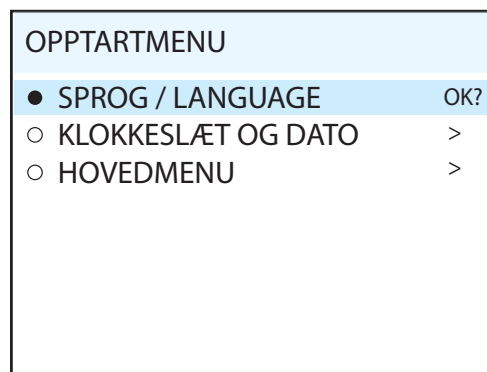 OPPTARTMENU
SPROG / LANGUAGE OK?
KLOKKESLÆT OG DATO >
HOVEDMENU >